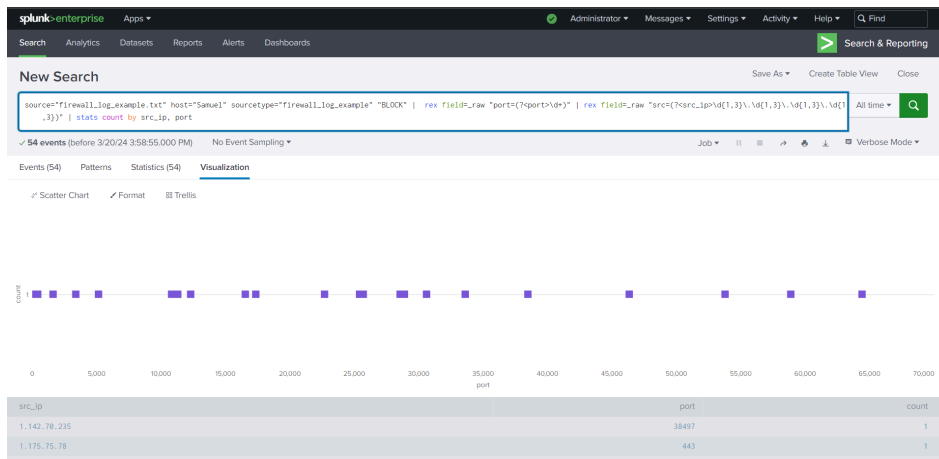 splunk>enterprise Apps ▾ Administrator ▾ Messages ▾ Settings ▾ Activity ▾ Help ▾ Find
Search Analytics Datasets Reports Alerts Dashboards > Search & Reporting
New Search Save As ▾ Create Table View Close
source="firewall_log_example.txt" host="Samuel" sourcetype="firewall_log_example" "BLOCK" | rex field=_raw "port=(?<port>\d+)" | rex field=_raw "src=(?<src_ip>\d{1,3}\.\d{1,3}\.\d{1,3}\.\d{1 All time ▾
,3})" | stats count by src_ip, port
✓ 54 events (before 3/20/24 3:58:55.000 PM) No Event Sampling ▾ Job ▾ Verbose Mode ▾
Events (54) Patterns Statistics (54) Visualization
Scatter Chart Format Trellis
count
1
0 5,000 10,000 15,000 20,000 25,000 30,000 35,000 40,000 45,000 50,000 55,000 60,000 65,000 70,000
port
src_ip port count
1.142.70.235 38497 1
1.175.75.78 443 1